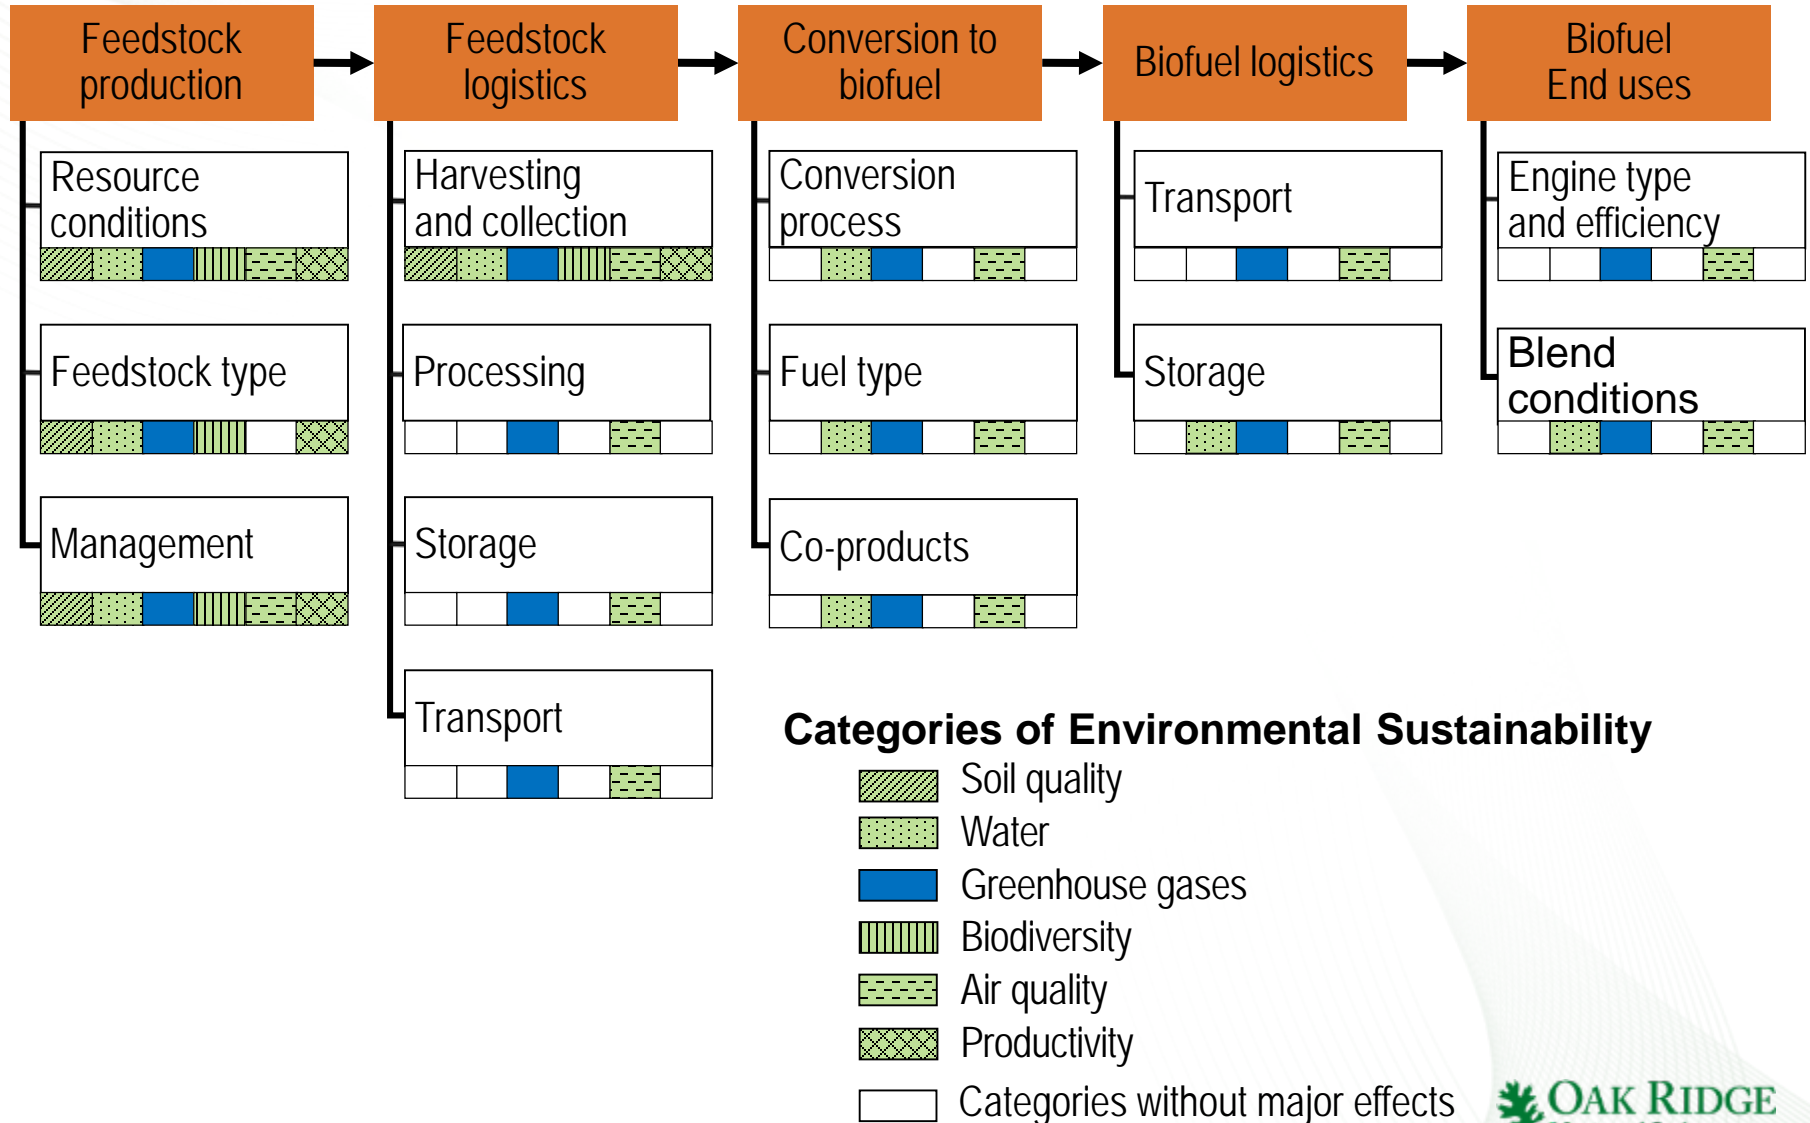 Feedstock
production
Feedstock
logistics
Conversion to
biofuel
Biofuel logistics
Biofuel
End uses
Resource
conditions
Feedstock type
Management
Harvesting
and collection
Processing
Storage
Transport
Conversion
process
Fuel type
Co-products
Transport
Storage
Engine type
and efficiency
Blend
conditions
Categories of Environmental Sustainability
Soil quality
Water
Greenhouse gases
Biodiversity
Air quality
Productivity
Categories without major effects
OAK RIDGE